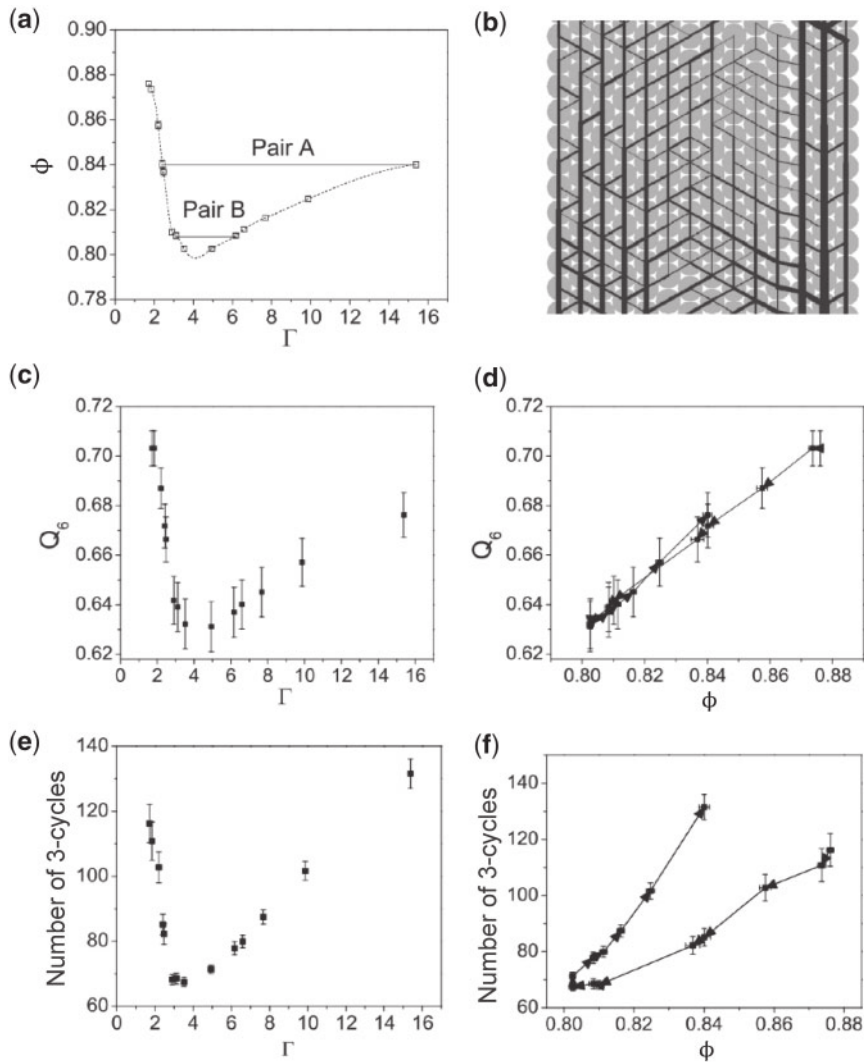 (a)
0.90
0.88
0.86
0.84
0.82
0.80
0.78
ϕ
Pair A
Pair B
0 2 4 6 8 10 12 14 16
Γ
(b)
(c)
0.72
0.70
0.68
0.66
0.64
0.62
Q6
0 2 4 6 8 10 12 14 16
Γ
(d)
0.72
0.70
0.68
0.66
0.64
0.62
Q6
0.80 0.82 0.84 0.86 0.88
ϕ
(e)
140
120
100
80
60
Number of 3-cycles
0 2 4 6 8 10 12 14 16
Γ
(f)
140
120
100
80
60
Number of 3-cycles
0.80 0.82 0.84 0.86 0.88
ϕ